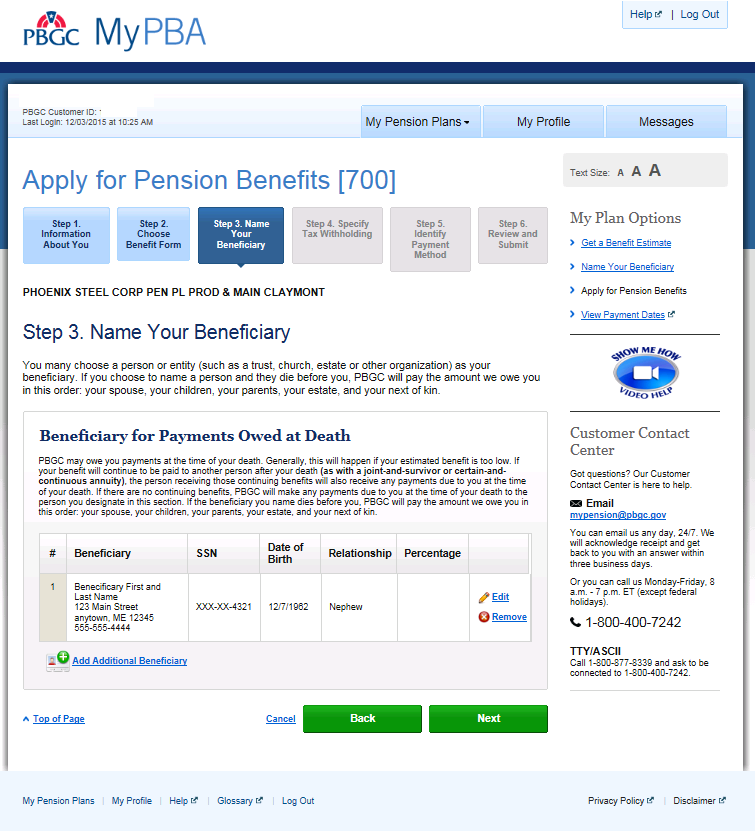 PBGC MyPBA
Help | Log Out
PBGC Customer ID:
Last Login: 12/03/2015 at 10:25 AM
My Pension Plans
My Profile
Messages
Apply for Pension Benefits [700]
Step 1.
Information
About You
Step 2.
Choose
Benefit Form
Step 3. Name
Your
Beneficiary
Step 4. Specify
Tax Withholding
Step 5.
Identify
Payment
Method
Step 6.
Review and
Submit
PHOENIX STEEL CORP PEN PL PROD & MAIN CLAYMONT
Step 3. Name Your Beneficiary
You many choose a person or entity (such as a trust, church, estate or other organization) as your
beneficiary. If you choose to name a person and they die before you, PBGC will pay the amount we owe you
in this order: your spouse, your children, your parents, your estate, and your next of kin.
Beneficiary for Payments Owed at Death
PBGC may owe you payments at the time of your death. Generally, this will happen if your estimated benefit is too low. If
your benefit will continue to be paid to another person after your death (as with a joint-and-survivor or certain-and-
continuous annuity), the person receiving those continuing benefits will also receive any payments due to you at the time
of your death. If there are no continuing benefits, PBGC will make any payments due to you at the time of your death to the
person you designate in this section. If the beneficiary you name dies before you, PBGC will pay the amount we owe you in
this order: your spouse, your children, your parents, your estate, and your next of kin.
#
Beneficiary
SSN
Date of
Birth
Relationship
Percentage
1
Benecificary First and
Last Name
123 Main Street
anytown, ME 12345
555-555-4444
XXX-XX-4321
12/7/1962
Nephew
Edit
Remove
Add Additional Beneficiary
Top of Page
Cancel
Back
Next
Text Size: A A A
My Plan Options
Get a Benefit Estimate
Name Your Beneficiary
Apply for Pension Benefits
View Payment Dates
SHOW ME HOW
VIDEO HELP
Customer Contact
Center
Got questions? Our Customer
Contact Center is here to help.
Email
mypension@pbgc.gov
You can email us any day, 24/7. We
will acknowledge receipt and get
back to you with an answer within
three business days.
Or you can call us Monday-Friday, 8
a.m. - 7 p.m. ET (except federal
holidays).
1-800-400-7242
TTY/ASCII
Call 1-800-877-8339 and ask to be
connected to 1-800-400-7242.
My Pension Plans | My Profile | Help | Glossary | Log Out
Privacy Policy | Disclaimer